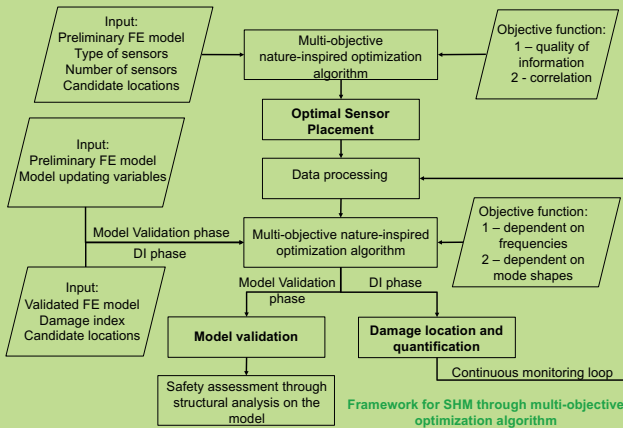 Input:
Preliminary FE model
Type of sensors
Number of sensors
Candidate locations
Multi-objective
nature-inspired optimization
algorithm
Objective function:
1 – quality of
information
2 - correlation
Optimal Sensor
Placement
Input:
Preliminary FE model
Model updating variables
Data processing
Objective function:
1 – dependent on
frequencies
2 – dependent on
mode shapes
Model Validation phase
DI phase
Multi-objective nature-inspired
optimization algorithm
Input:
Validated FE model
Damage index
Candidate locations
Model Validation
phase
DI phase
Model validation
Damage location and
quantification
Continuous monitoring loop
Safety assessment through
structural analysis on the
model
Framework for SHM through multi-objective
optimization algorithm